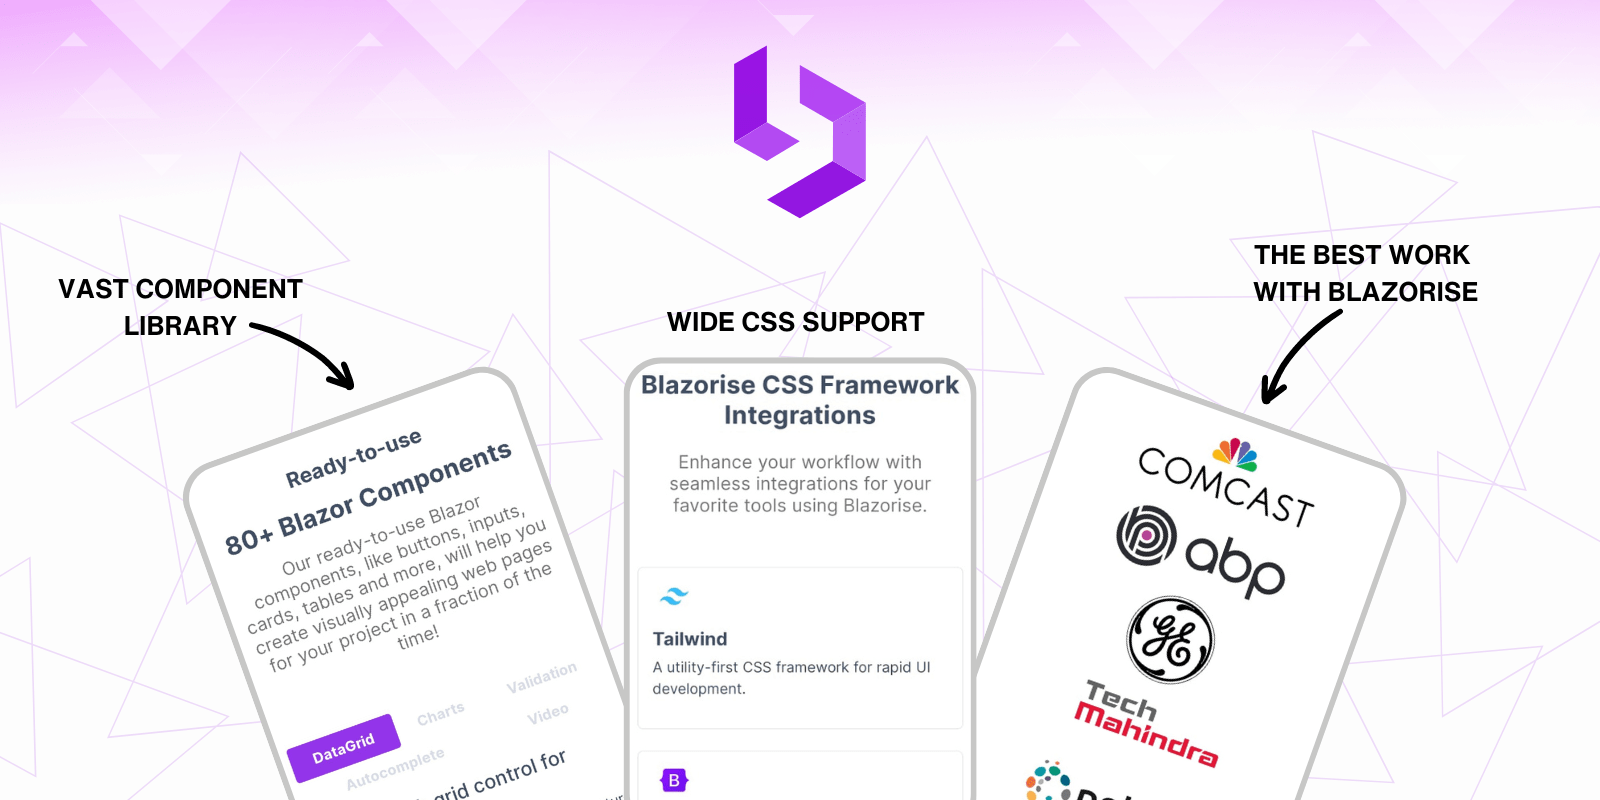 VAST COMPONENT
LIBRARY
WIDE CSS SUPPORT
THE BEST WORK
WITH BLAZORISE
Ready-to-use
80+ Blazor Components
Our ready-to-use Blazor
components, like buttons, inputs,
cards, tables and more, will help you
create visually appealing web pages
for your project in a fraction of the
time!
Validation
Charts
Video
DataGrid
Autocomplete
grid control for
Blazorise CSS Framework
Integrations
Enhance your workflow with
seamless integrations for your
favorite tools using Blazorise.
Tailwind
A utility-first CSS framework for rapid UI
development.
B
COMCAST
abp
GE
Tech
Mahindra